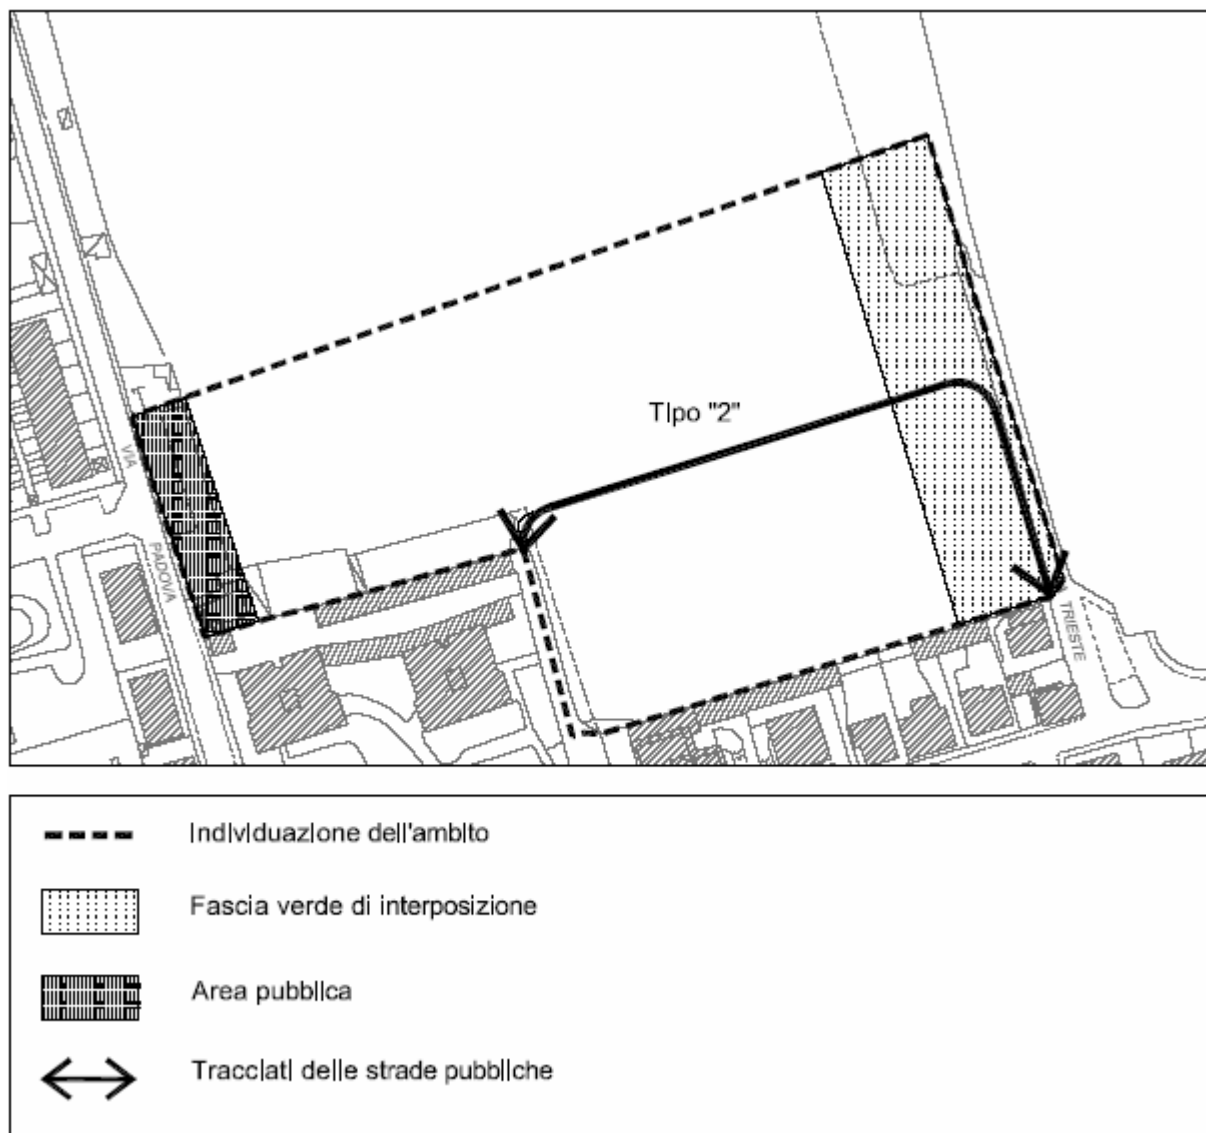 Tipo "2"
VIA
PADOVA
TRIESTE
Individuazione dell'ambito
Fascia verde di interposizione
Area pubblica
Tracciati delle strade pubbliche